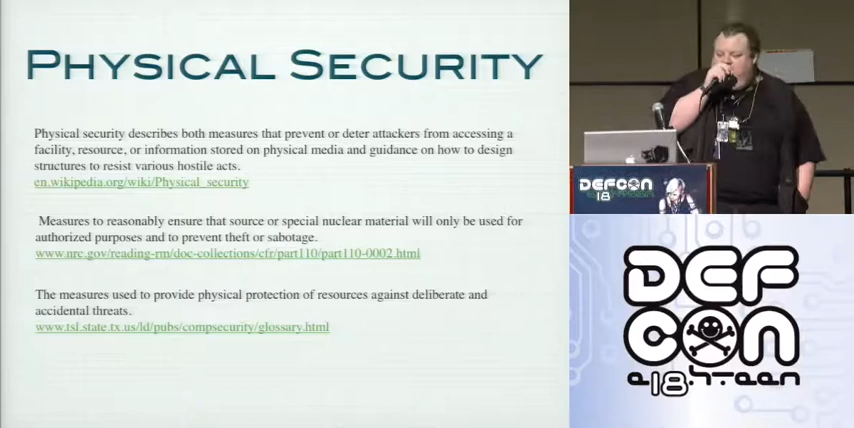 PHYSICAL SECURITY
Physical security describes both measures that prevent or deter attackers from accessing a
facility, resource, or information stored on physical media and guidance on how to design
structures to resist various hostile acts.
en.wikipedia.org/wiki/Physical_security
Measures to reasonably ensure that source or special nuclear material will only be used for
authorized purposes and to prevent theft or sabotage.
www.nrc.gov/reading-rm/doc-collections/cfr/part110/part110-0002.html
The measures used to provide physical protection of resources against deliberate and
accidental threats.
www.tsl.state.tx.us/ld/pubs/compsecurity/glossary.html
DEFCON
18
DEF
CON
e18hteen